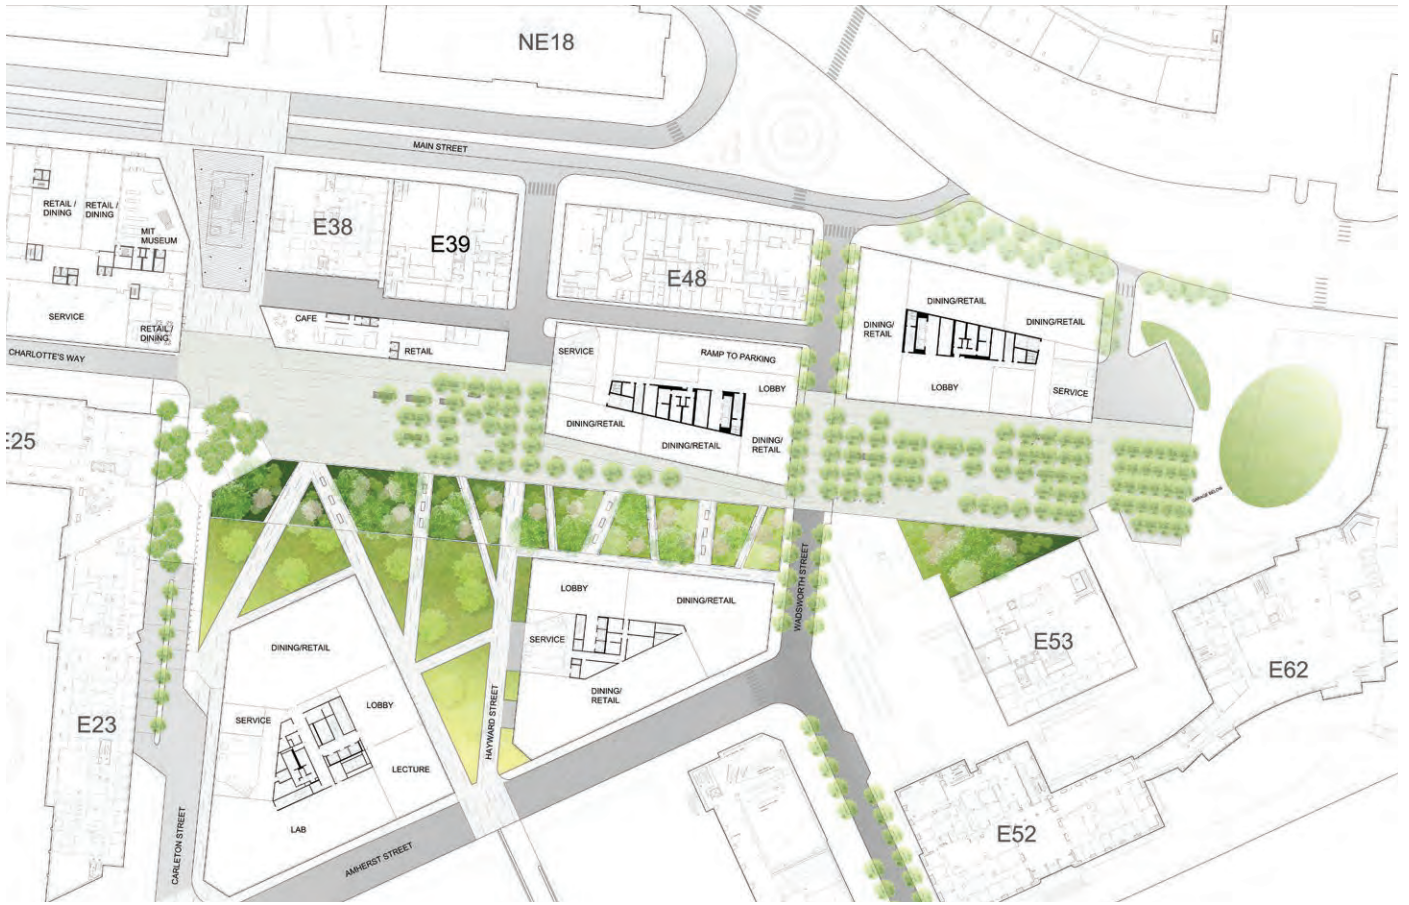 NE18
MAIN STREET
RETAIL /
DINING
RETAIL /
DINING
MIT
MUSEUM
E38
E39
E48
SERVICE
RETAIL /
DINING
CAFE
RETAIL
CHARLOTTE'S WAY
SERVICE
RAMP TO PARKING
LOBBY
DINING/RETAIL
DINING/RETAIL
DINING/
RETAIL
DINING/RETAIL
DINING/
RETAIL
DINING/RETAIL
LOBBY
SERVICE
E25
LOBBY
DINING/RETAIL
SERVICE
DINING/
RETAIL
WADSWORTH STREET
E53
E62
DINING/RETAIL
LOBBY
SERVICE
LECTURE
LAB
HAYWARD STREET
E23
CARLETON STREET
AMHERST STREET
E52